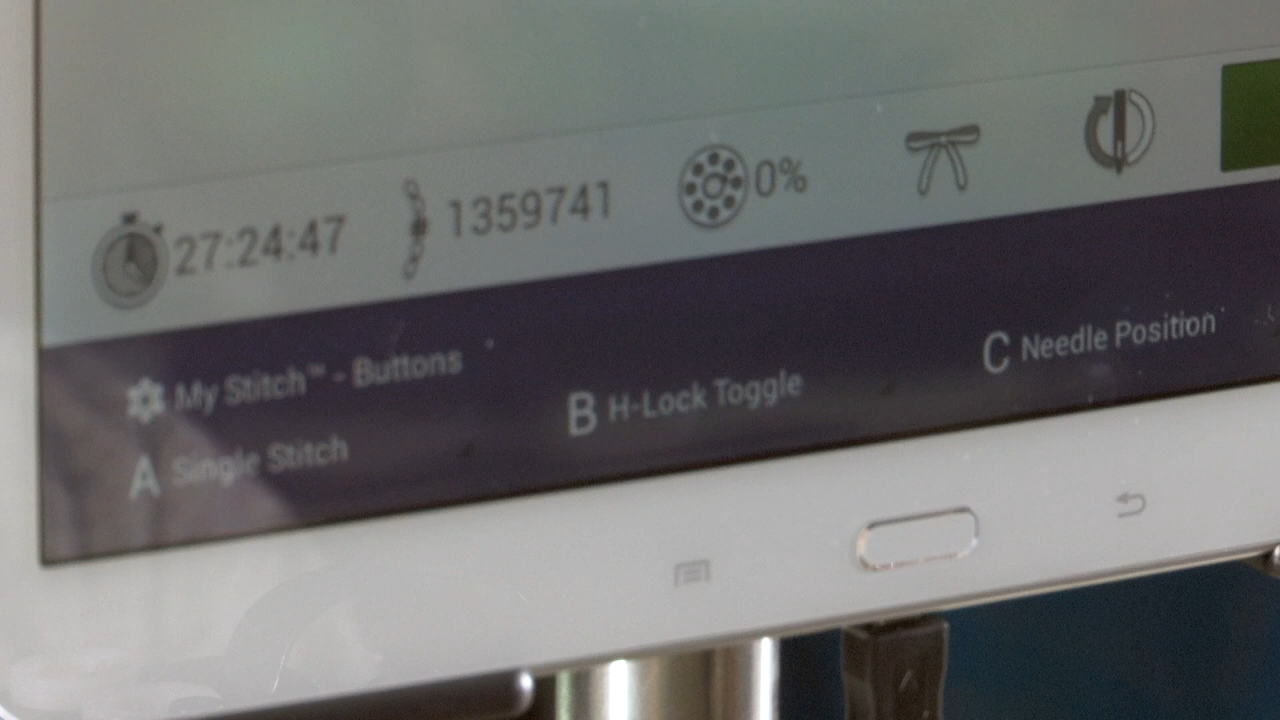 27:24:47 1359741 0%
My Stitch™ - Buttons
A Single Stitch
B H-Lock Toggle
C Needle Position